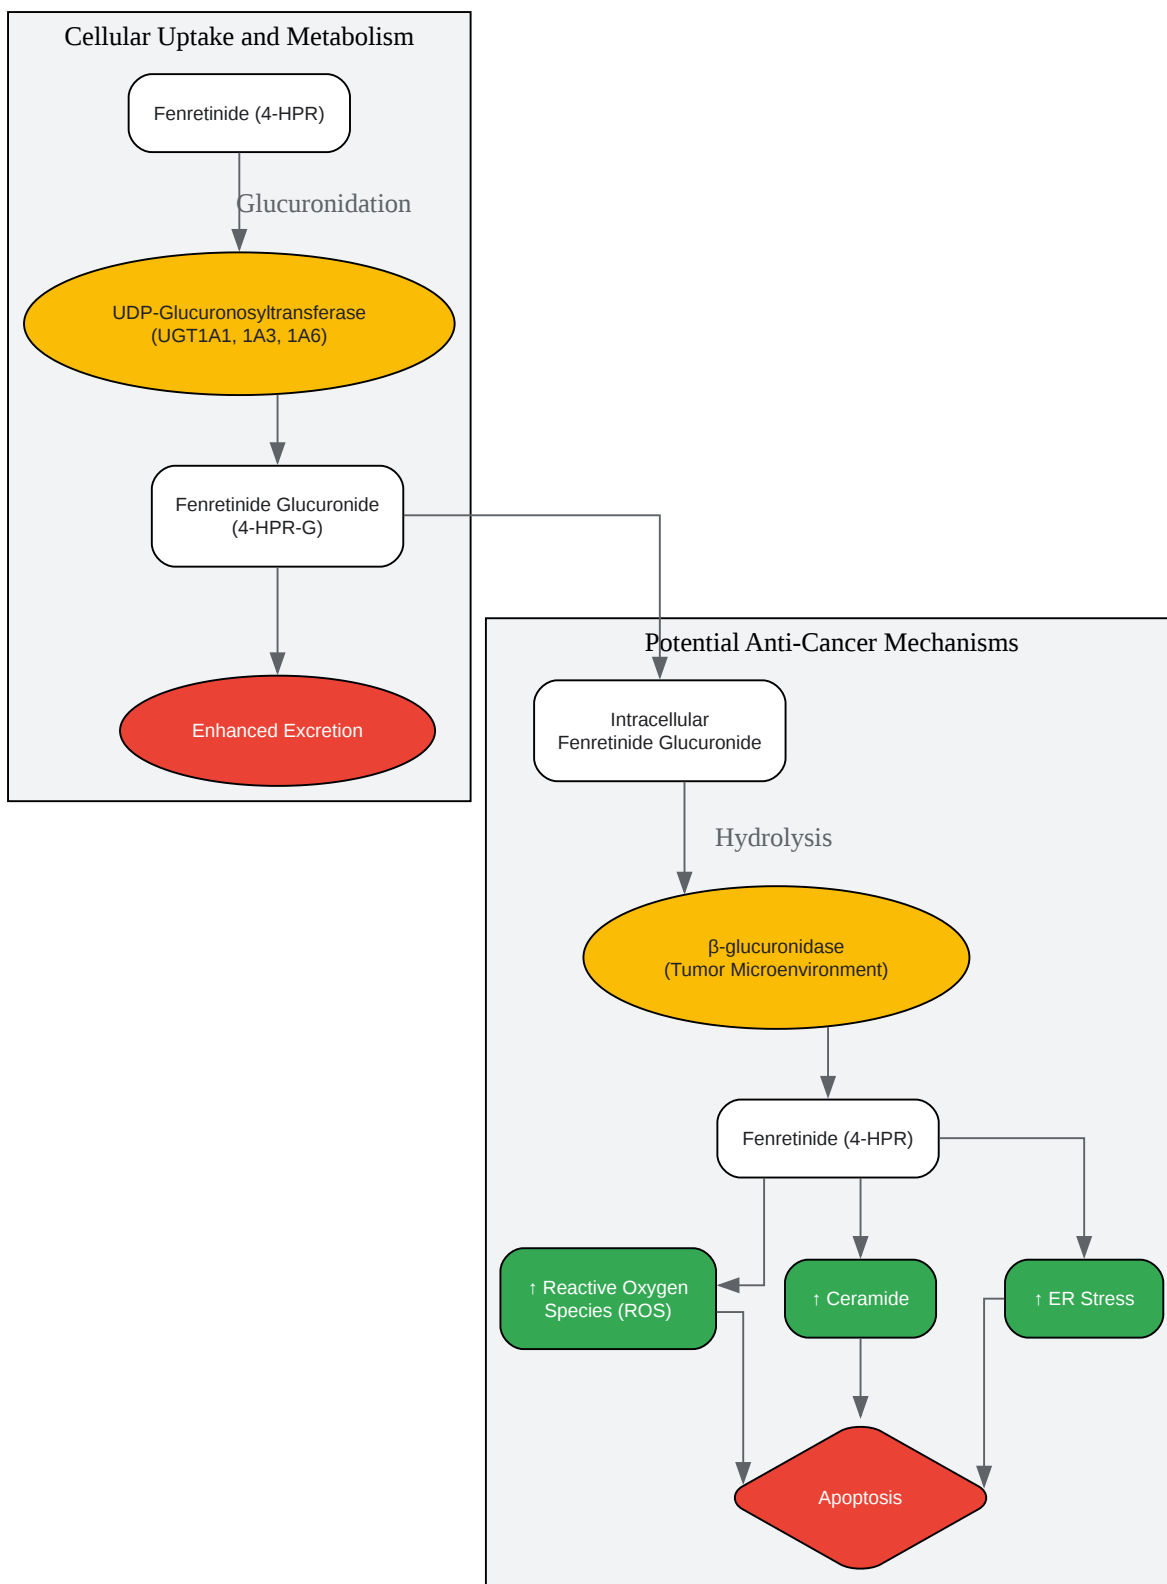 Cellular Uptake and Metabolism
Fenretinide (4-HPR)
Glucuronidation
UDP-Glucuronosyltransferase
(UGT1A1, 1A3, 1A6)
Fenretinide Glucuronide
(4-HPR-G)
Enhanced Excretion
Potential Anti-Cancer Mechanisms
Intracellular
Fenretinide Glucuronide
Hydrolysis
β-glucuronidase
(Tumor Microenvironment)
Fenretinide (4-HPR)
↑ Reactive Oxygen
Species (ROS)
↑ Ceramide
↑ ER Stress
Apoptosis